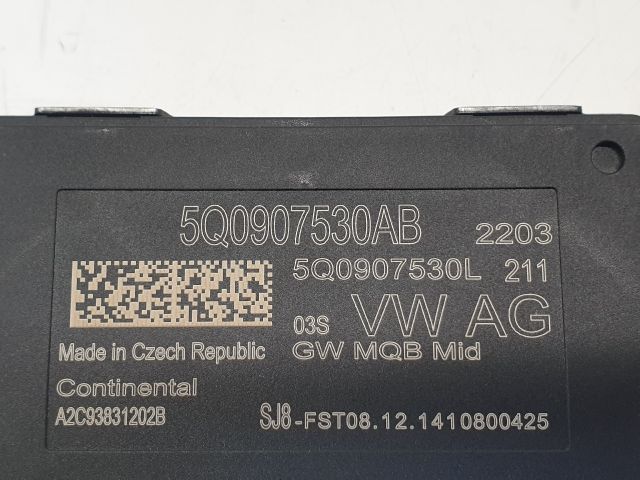 5Q0907530AB 2203
5Q0907530L 211
03S VW AG
Made in Czech Republic GW MQB Mid
Continental
A2C93831202B SJ8-FST08.12.1410800425